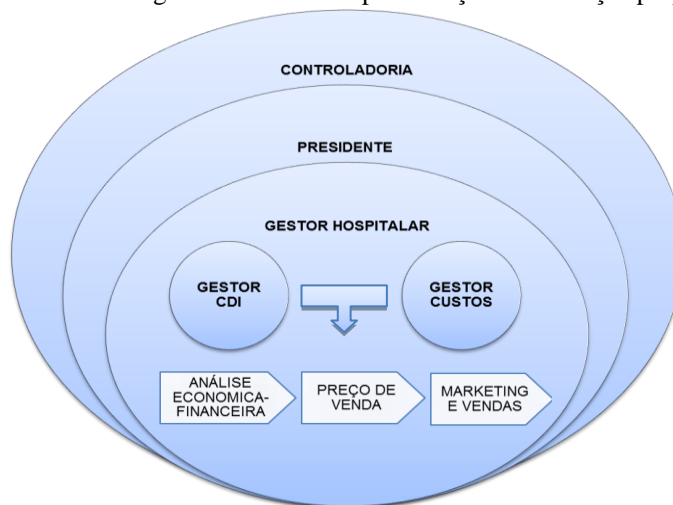 CONTROLADORIA
PRESIDENTE
GESTOR HOSPITALAR
GESTOR
CDI
GESTOR
CUSTOS
ANÁLISE
ECONOMICA-
FINANCEIRA
PREÇO DE
VENDA
MARKETING
E VENDAS